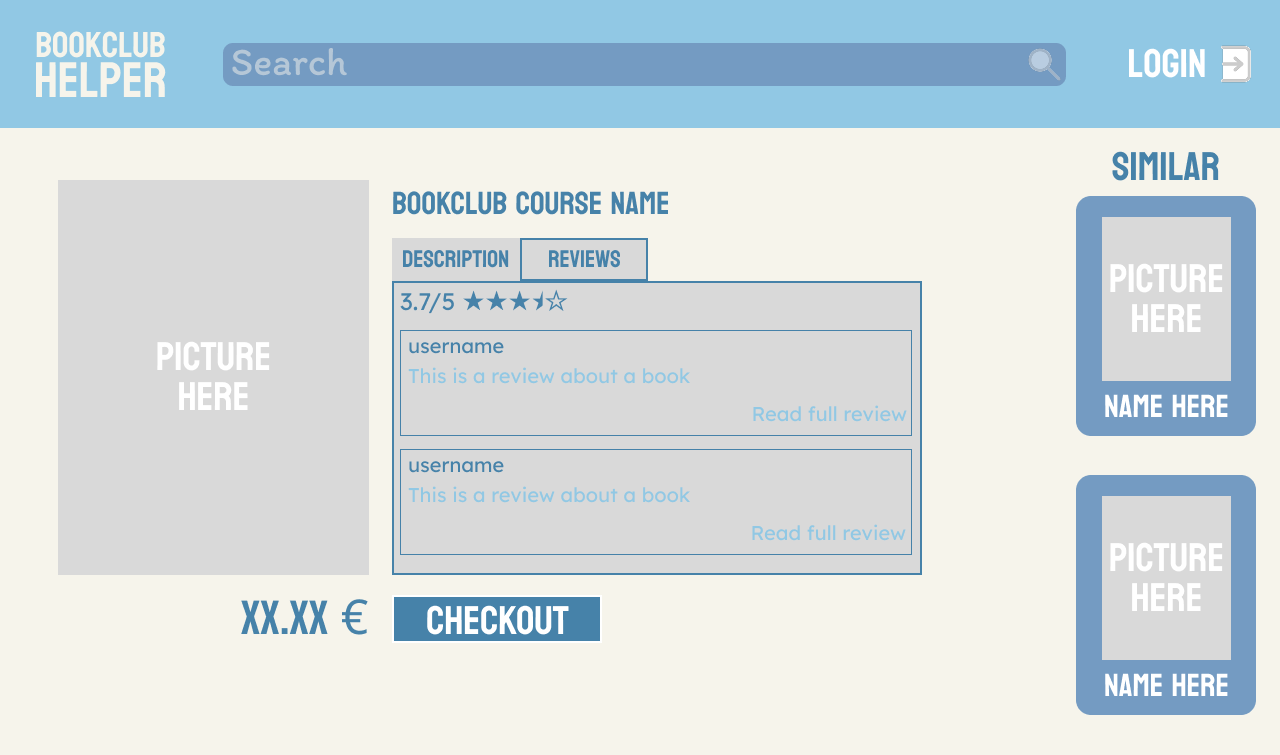 BOOKCLUB
HELPER
Search
LOGIN
SIMILAR
PICTURE
HERE
BOOKCLUB COURSE NAME
DESCRIPTION
REVIEWS
3.7/5
username
This is a review about a book
Read full review
username
This is a review about a book
Read full review
XX.XX €
CHECKOUT
PICTURE
HERE
NAME HERE
PICTURE
HERE
NAME HERE